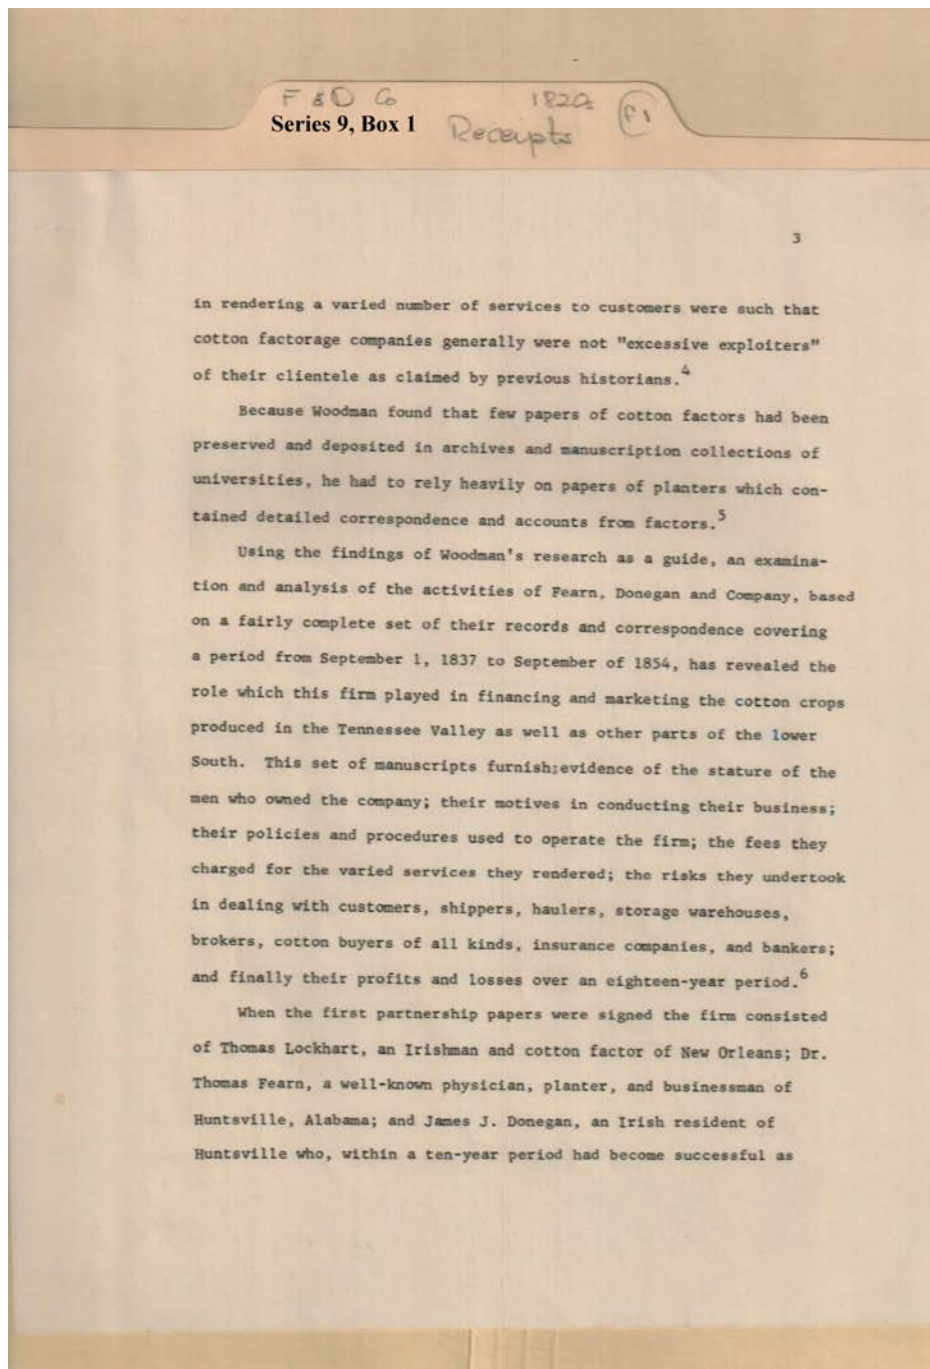 F & D Co 1820s f1
Series 9, Box 1 Receipts
3
in rendering a varied number of services to customers were such that
cotton factorage companies generally were not "excessive exploiters"
of their clientele as claimed by previous historians.4
Because Woodman found that few papers of cotton factors had been
preserved and deposited in archives and manuscription collections of
universities, he had to rely heavily on papers of planters which con-
tained detailed correspondence and accounts from factors.5
Using the findings of Woodman's research as a guide, an examina-
tion and analysis of the activities of Fearn, Donegan and Company, based
on a fairly complete set of their records and correspondence covering
a period from September 1, 1837 to September of 1854, has revealed the
role which this firm played in financing and marketing the cotton crops
produced in the Tennessee Valley as well as other parts of the lower
South. This set of manuscripts furnish;evidence of the stature of the
men who owned the company; their motives in conducting their business;
their policies and procedures used to operate the firm; the fees they
charged for the varied services they rendered; the risks they undertook
in dealing with customers, shippers, haulers, storage warehouses,
brokers, cotton buyers of all kinds, insurance companies, and bankers;
and finally their profits and losses over an eighteen-year period.6
When the first partnership papers were signed the firm consisted
of Thomas Lockhart, an Irishman and cotton factor of New Orleans; Dr.
Thomas Fearn, a well-known physician, planter, and businessman of
Huntsville, Alabama; and James J. Donegan, an Irish resident of
Huntsville who, within a ten-year period had become successful as